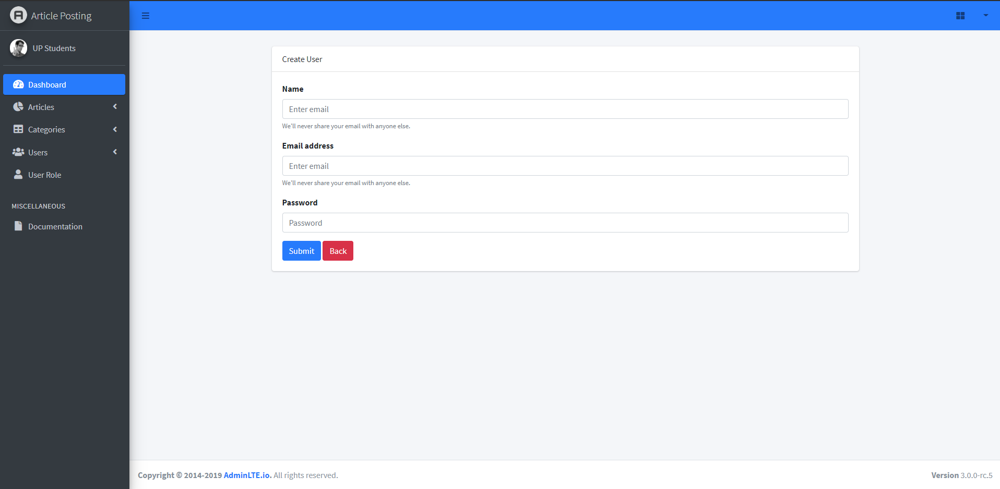 Article Posting
UP Students
Dashboard
Articles
Categories
Users
User Role
MISCELLANEOUS
Documentation
Create User
Name
Enter email
We'll never share your email with anyone else.
Email address
Enter email
We'll never share your email with anyone else.
Password
Password
Submit Back
Copyright © 2014-2019 AdminLTE.io. All rights reserved.
Version 3.0.0-rc.5